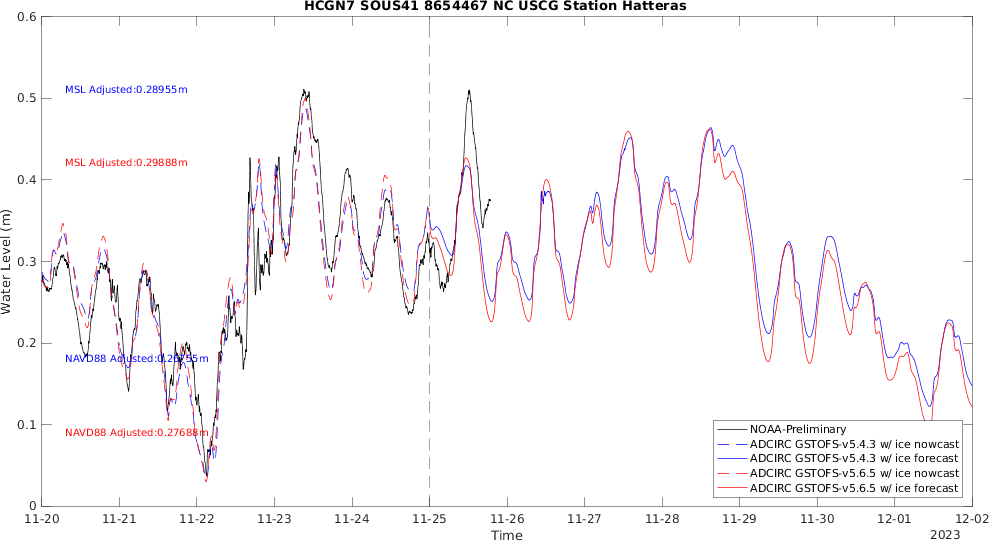 HCGN7 SOUS41 8654467 NC USCG Station Hatteras
0.6
0.5
0.4
0.3
0.2
0.1
0
Water Level (m)
MSL Adjusted:0.28955m
MSL Adjusted:0.29888m
NAVD88 Adjusted:
NAVD88 Adjusted:0.27688m
NOAA-Preliminary
ADCIRC GSTOFS-v5.4.3 w/ ice nowcast
ADCIRC GSTOFS-v5.4.3 w/ ice forecast
ADCIRC GSTOFS-v5.6.5 w/ ice nowcast
ADCIRC GSTOFS-v5.6.5 w/ ice forecast
11-20 11-21 11-22 11-23 11-24 11-25 11-26 11-27 11-28 11-29 11-30 12-01 12-02
Time
2023